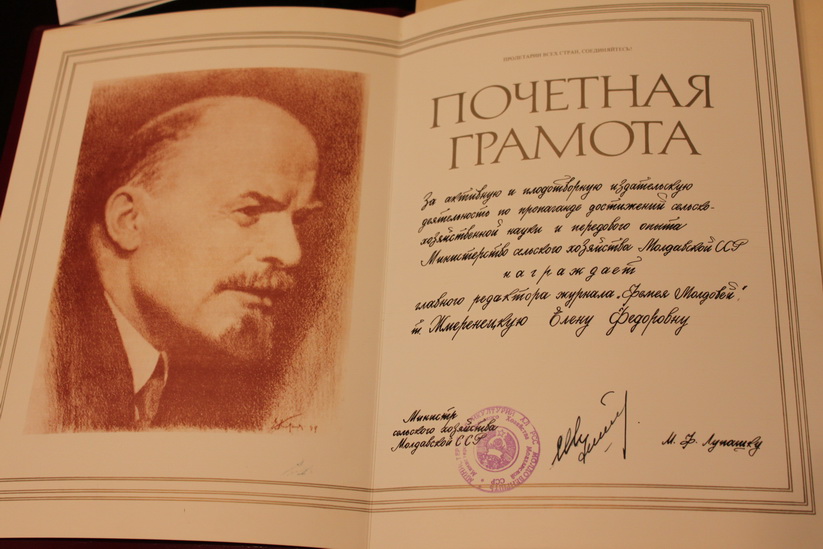 ПРОЛЕТАРИИ ВСЕХ СТРАН, СОЕДИНЯЙТЕСЬ!
ПОЧЕТНАЯ
ГРАМОТА
За активную и плодотворную издательскую
деятельность по пропаганде достижений сельско-
хозяйственной науки и передового опыта
Министерство сельского хозяйства Молдавской ССР
награждает
главного редактора журнала „Фемея Молдовей"
т. Жмеренецкую Елену Федоровну
Министр
сельского хозяйства
Молдавской ССР
М. Ф. Лупашку